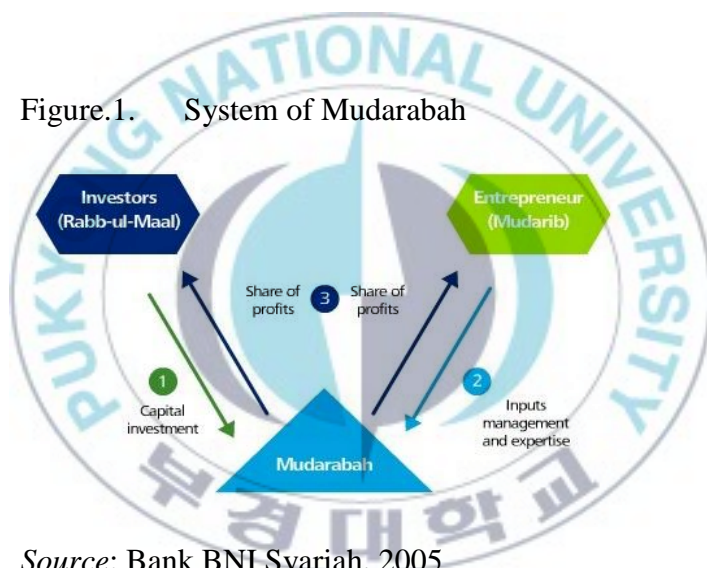 Figure.1. System of Mudarabah
PUKYONG NATIONAL UNIVERSITY
Investors
(Rabb-ul-Maal)
Entrepreneur
(Mudarib)
Share of
profits
3
Share of
profits
1
Capital
investment
2
Inputs
management
and expertise
Mudarabah
부경대학교
Source: Bank BNI Syariah, 2005